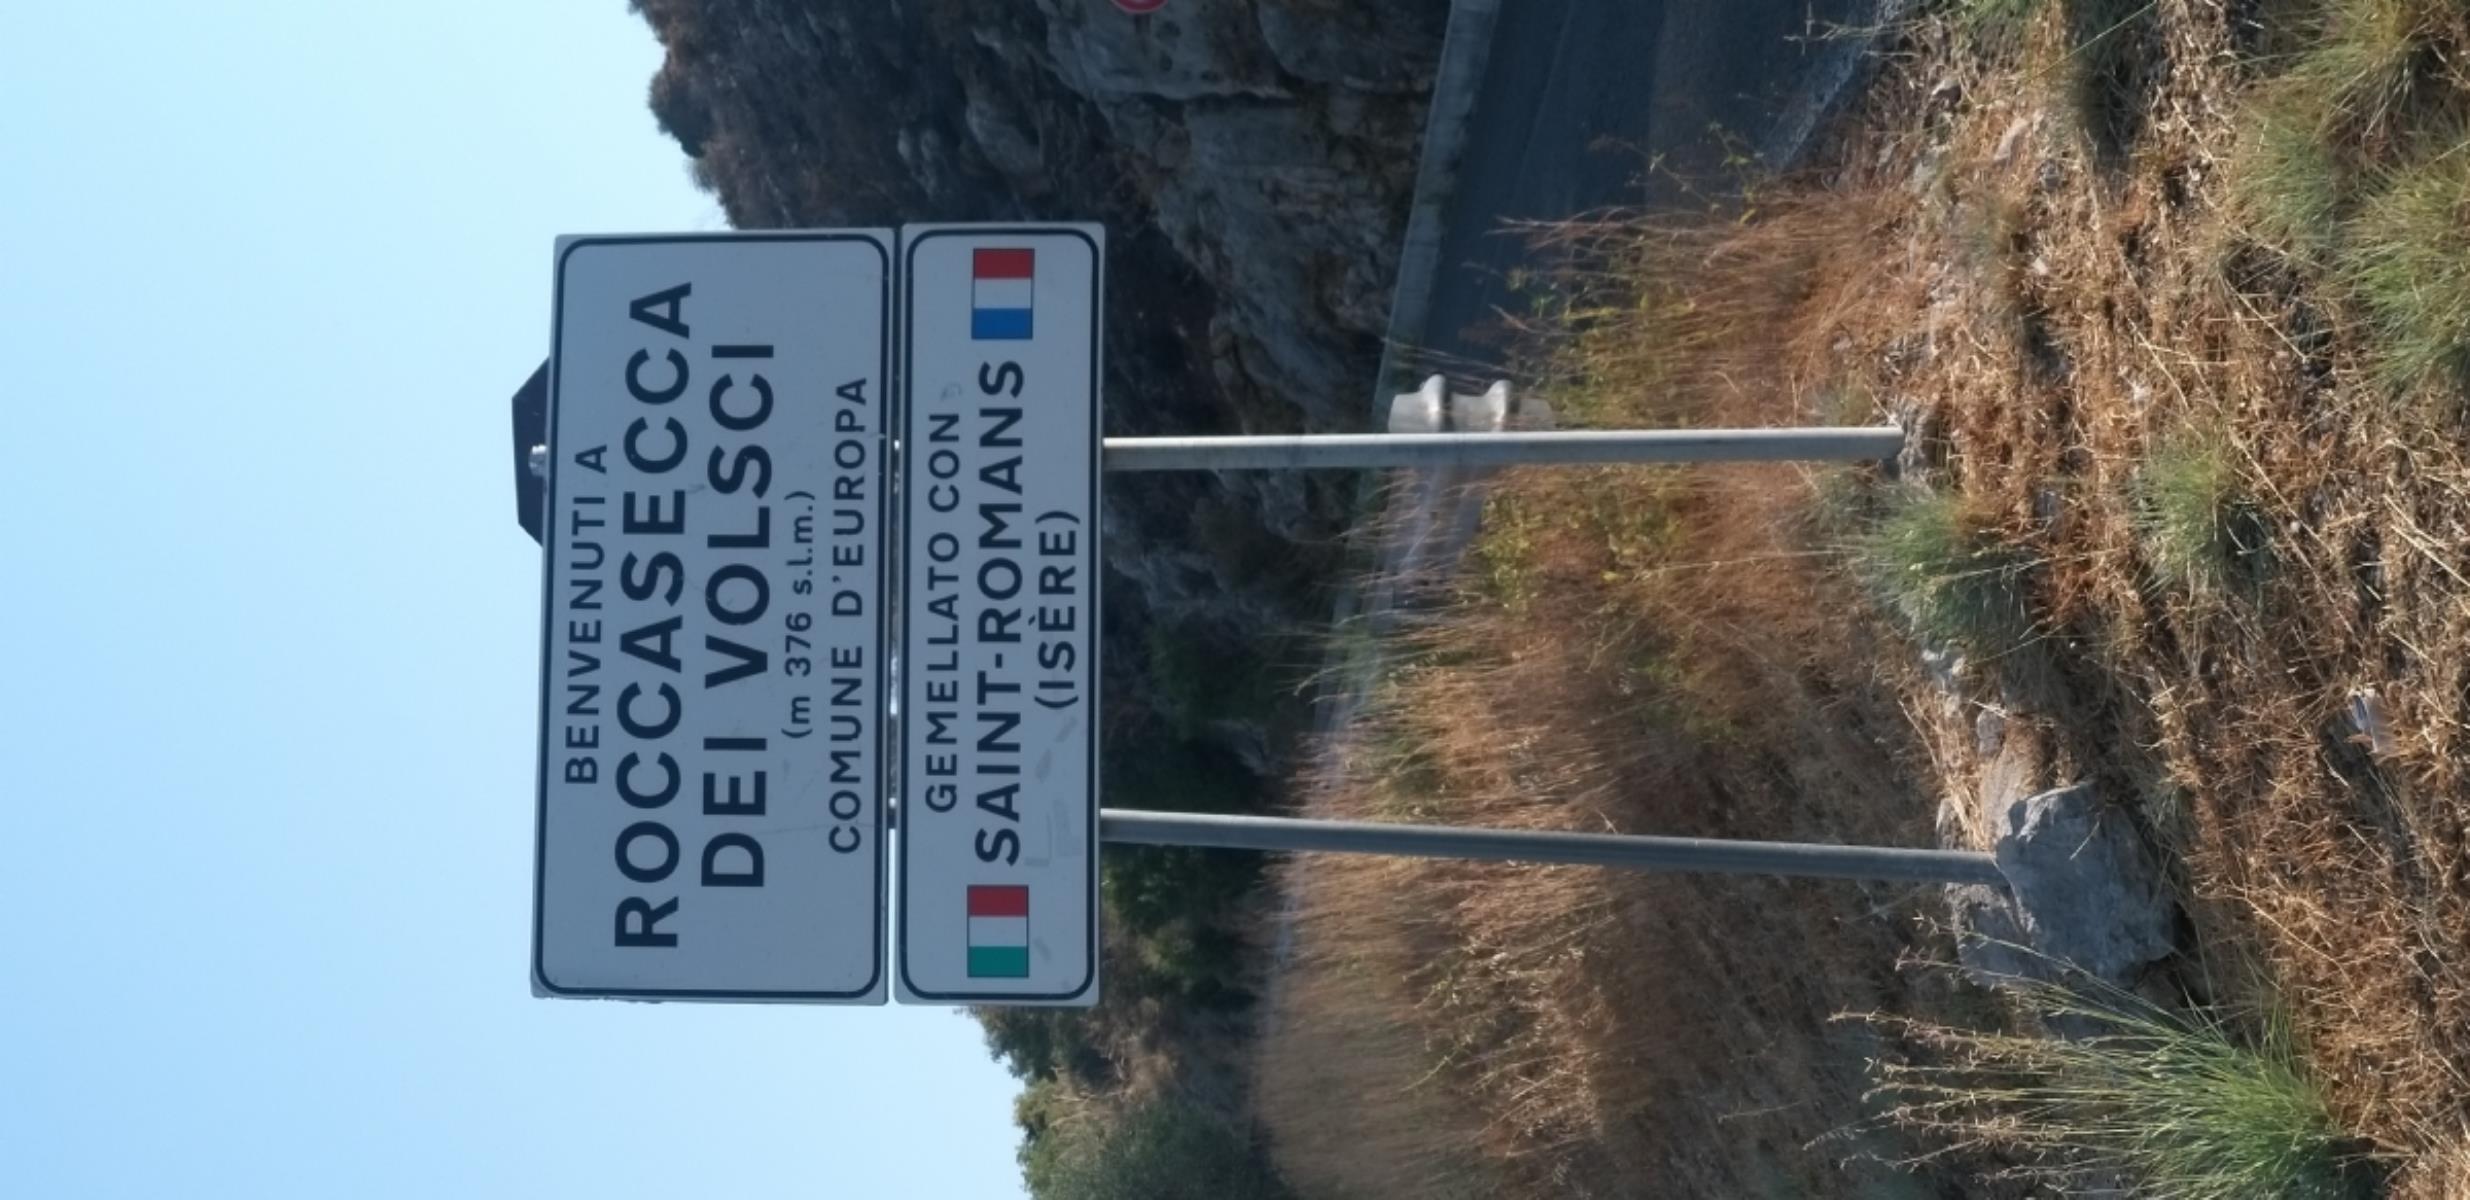 BENVENUTI A
ROCCASECCA
DEI VOLSCI
(m 376 s.l.m.)
COMUNE D'EUROPA
GEMELLATO CON
SAINT-ROMANS
(ISÈRE)